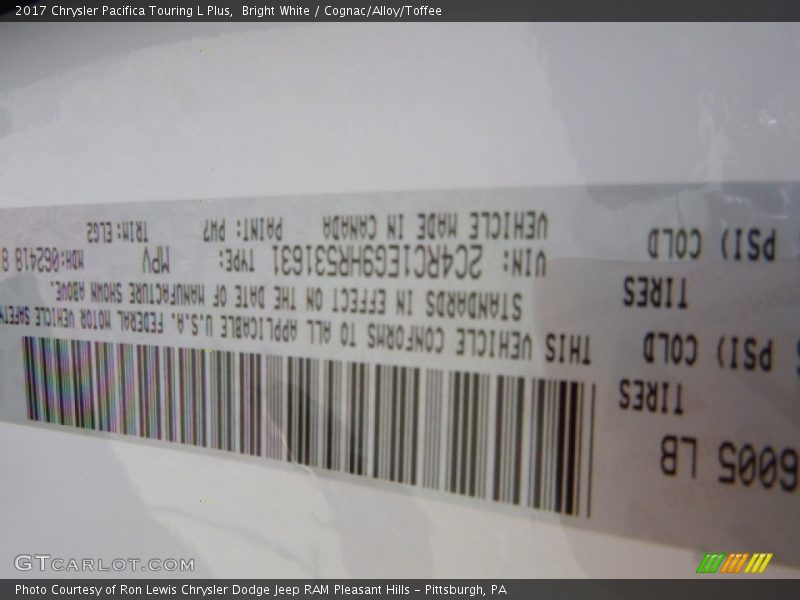 2017 Chrysler Pacifica Touring L Plus, Bright White / Cognac/Alloy/Toffee
6005 LB
TIRES
PSI) COLD
TIRES
PSI) COLD
THIS VEHICLE CONFORMS TO ALL APPLICABLE U.S.A. FEDERAL MOTOR VEHICLE SAFETY
STANDARDS IN EFFECT ON THE DATE OF MANUFACTURE SHOWN ABOVE.
VIN: 2C4RC1EG9HR531631 TYPE: MPV MDH:062418
VEHICLE MADE IN CANADA PAINT: PW7 TRIM:ELG2
GTCARLOT.COM
Photo Courtesy of Ron Lewis Chrysler Dodge Jeep RAM Pleasant Hills - Pittsburgh, PA